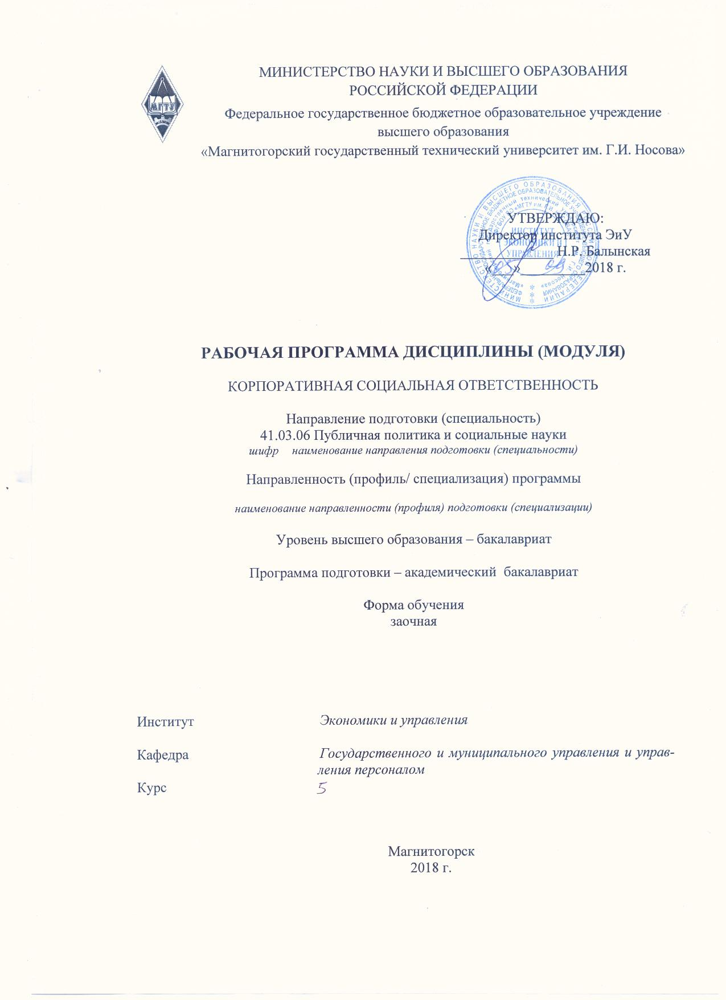 МИНИСТЕРСТВО НАУКИ И ВЫСШЕГО ОБРАЗОВАНИЯ
РОССИЙСКОЙ ФЕДЕРАЦИИ
Федеральное государственное бюджетное образовательное учреждение
высшего образования
«Магнитогорский государственный технический университет им. Г.И. Носова»
МГТУ
УТВЕРЖДАЮ:
Директор института ЭиУ
Н.Р. Балынская
«05» 09 2018 г.
ИНСТИТУТ
ЭКОНОМИКИ И
УПРАВЛЕНИЯ
РАБОЧАЯ ПРОГРАММА ДИСЦИПЛИНЫ (МОДУЛЯ)
КОРПОРАТИВНАЯ СОЦИАЛЬНАЯ ОТВЕТСТВЕННОСТЬ
Направление подготовки (специальность)
41.03.06 Публичная политика и социальные науки
шифр наименование направления подготовки (специальности)
Направленность (профиль/ специализация) программы
наименование направленности (профиля) подготовки (специализации)
Уровень высшего образования – бакалавриат
Программа подготовки – академический бакалавриат
Форма обучения
заочная
Институт Экономики и управления
Кафедра Государственного и муниципального управления и управ-
ления персоналом
Курс 5
Магнитогорск
2018 г.